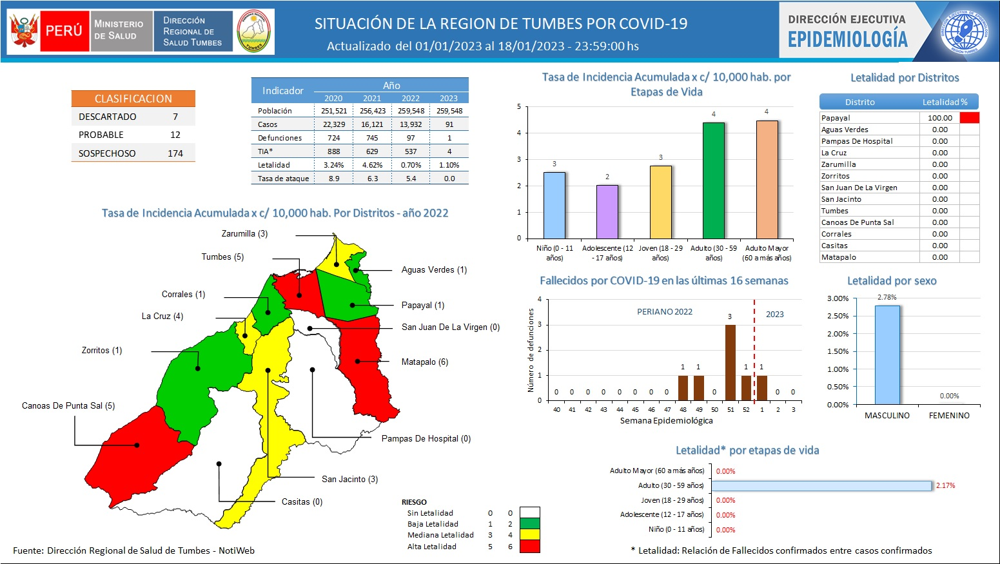 PERÚ
MINISTERIO
DE SALUD
DIRECCIÓN
REGIONAL DE
SALUD TUMBES
TUMBES
SITUACIÓN DE LA REGION DE TUMBES POR COVID-19
Actualizado del 01/01/2023 al 18/01/2023 - 23:59:00 hs
DIRECCIÓN EJECUTIVA
EPIDEMIOLOGÍA
CLASIFICACION
DESCARTADO 7
PROBABLE 12
SOSPECHOSO 174
Indicador Año
2020 2021 2022 2023
Población 251,521 256,423 259,548 259,548
Casos 22,329 16,121 13,932 91
Defunciones 724 745 97 1
TIA* 888 629 537 4
Letalidad 3.24% 4.62% 0.70% 1.10%
Tasa de ataque 8.9 6.3 5.4 0.0
Tasa de Incidencia Acumulada x c/ 10,000 hab. Por Distritos - año 2022
Zarumilla (3)
Tumbes (5)
Aguas Verdes (1)
Corrales (1)
Papayal (1)
La Cruz (4)
San Juan De La Virgen (0)
Zorritos (1)
Matapalo (6)
Canoas De Punta Sal (5)
Pampas De Hospital (0)
San Jacinto (3)
Casitas (0)
RIESGO
Sin Letalidad 0 0
Baja Letalidad 1 2
Mediana Letalidad 3 4
Alta Letalidad 5 6
Fuente: Dirección Regional de Salud de Tumbes - NotiWeb
Tasa de Incidencia Acumulada x c/ 10,000 hab. por
Etapas de Vida
5
4
3
2
1
0
3
2
3
4
4
Niño (0 - 11 años)
Adolescente (12 - 17 años)
Joven (18 - 29 años)
Adulto (30 - 59 años)
Adulto Mayor (60 a más años)
Fallecidos por COVID-19 en las últimas 16 semanas
Número de defunciones
4
3
2
1
0
PERIANO 2022
2023
0 0 0 0 0 0 0 0 1 1 0 3 1 1 0 0
40 41 42 43 44 45 46 47 48 49 50 51 52 1 2 3
Semana Epidemiológica
Letalidad por Distritos
Distrito Letalidad %
Papayal 100.00
Aguas Verdes 0.00
Pampas De Hospital 0.00
La Cruz 0.00
Zarumilla 0.00
Zorritos 0.00
San Juan De La Virgen 0.00
San Jacinto 0.00
Tumbes 0.00
Canoas De Punta Sal 0.00
Corrales 0.00
Casitas 0.00
Matapalo 0.00
Letalidad por sexo
3.00%
2.50%
2.00%
1.50%
1.00%
0.50%
0.00%
2.78%
0.00%
MASCULINO FEMENINO
Letalidad* por etapas de vida
Adulto Mayor (60 a más años) 0.00%
Adulto (30 - 59 años) 2.17%
Joven (18 - 29 años) 0.00%
Adolescente (12 - 17 años) 0.00%
Niño (0 - 11 años) 0.00%
* Letalidad: Relación de Fallecidos confirmados entre casos confirmados